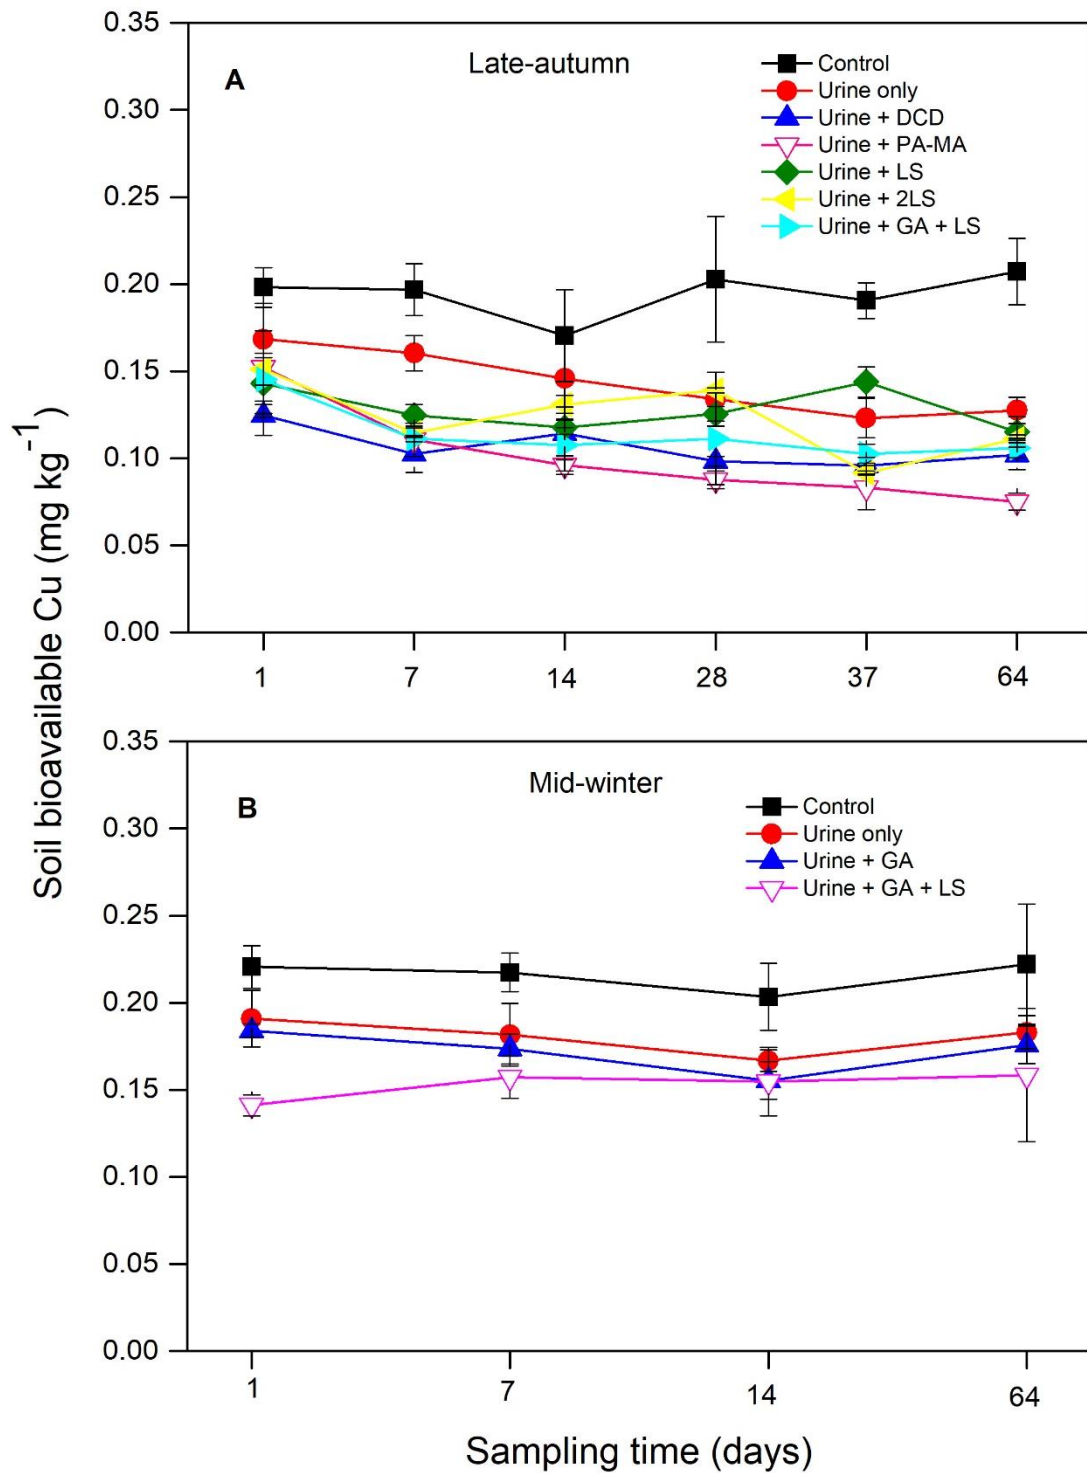 Soil bioavailable Cu (mg kg⁻¹)
0.35
0.30
0.25
0.20
0.15
0.10
0.05
0.00
A
Late-autumn
Control
Urine only
Urine + DCD
Urine + PA-MA
Urine + LS
Urine + 2LS
Urine + GA + LS
1 7 14 28 37 64
0.35
0.30
0.25
0.20
0.15
0.10
0.05
0.00
B
Mid-winter
Control
Urine only
Urine + GA
Urine + GA + LS
1 7 14 64
Sampling time (days)